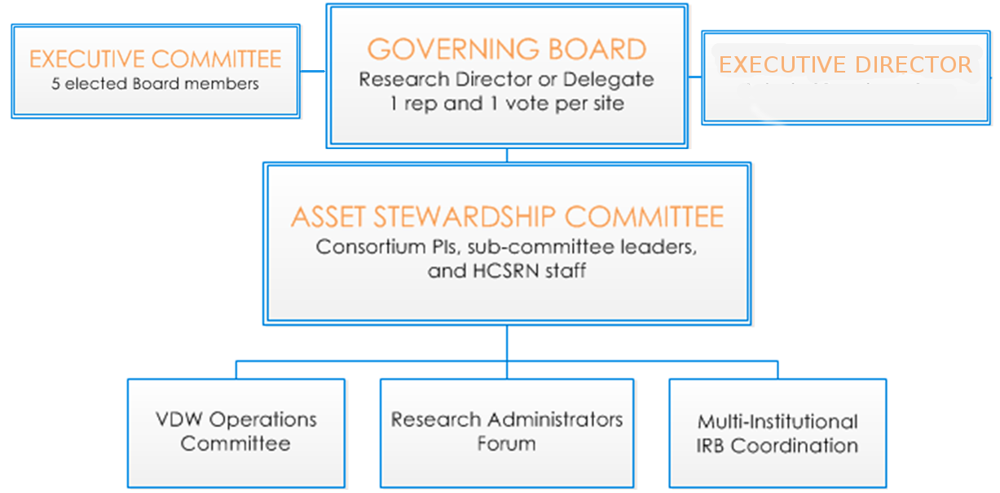 EXECUTIVE COMMITTEE
5 elected Board members
GOVERNING BOARD
Research Director or Delegate
1 rep and 1 vote per site
EXECUTIVE DIRECTOR
ASSET STEWARDSHIP COMMITTEE
Consortium PIs, sub-committee leaders,
and HCSRN staff
VDW Operations
Committee
Research Administrators
Forum
Multi-Institutional
IRB Coordination